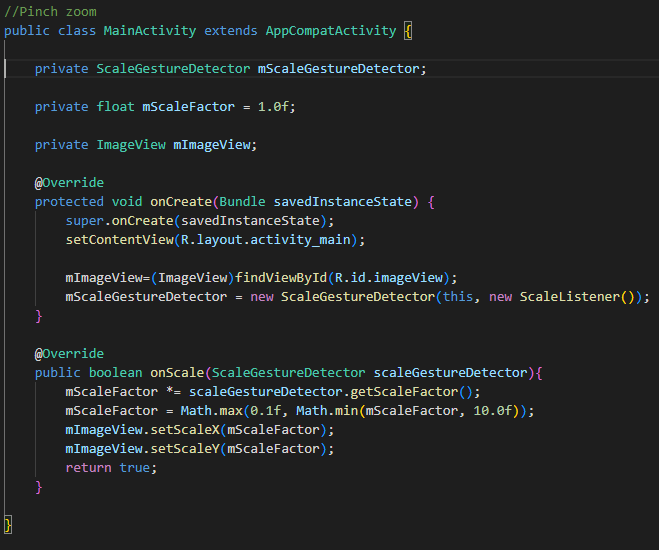 //Pinch zoom
public class MainActivity extends AppCompatActivity {
private ScaleGestureDetector mScaleGestureDetector;
private float mScaleFactor = 1.0f;
private ImageView mImageView;
@Override
protected void onCreate(Bundle savedInstanceState) {
super.onCreate(savedInstanceState);
setContentView(R.layout.activity_main);
mImageView=(ImageView)findViewById(R.id.imageView);
mScaleGestureDetector = new ScaleGestureDetector(this, new ScaleListener());
}
@Override
public boolean onScale(ScaleGestureDetector scaleGestureDetector){
mScaleFactor *= scaleGestureDetector.getScaleFactor();
mScaleFactor = Math.max(0.1f, Math.min(mScaleFactor, 10.0f));
mImageView.setScaleX(mScaleFactor);
mImageView.setScaleY(mScaleFactor);
return true;
}
}